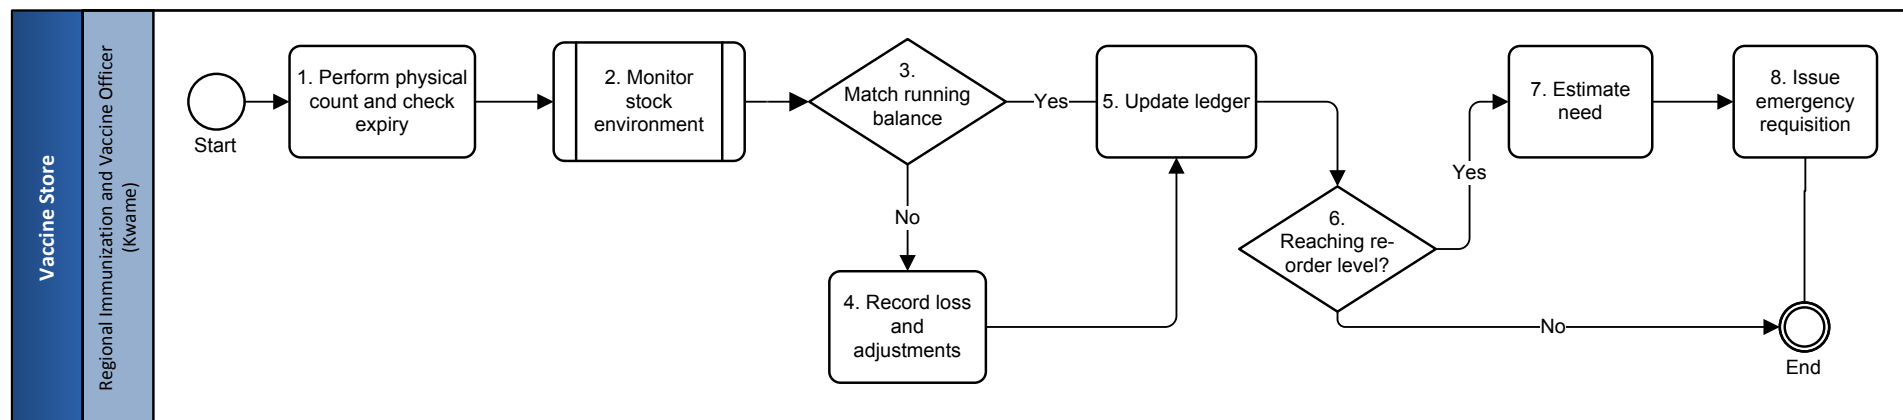 Vaccine Store
Regional Immunization and Vaccine Officer
(Kwame)
Start
1. Perform physical
count and check
expiry
2. Monitor
stock
environment
3.
Match running
balance
Yes
No
4. Record loss
and
adjustments
5. Update ledger
6.
Reaching re-
order level?
Yes
No
7. Estimate
need
8. Issue
emergency
requisition
End